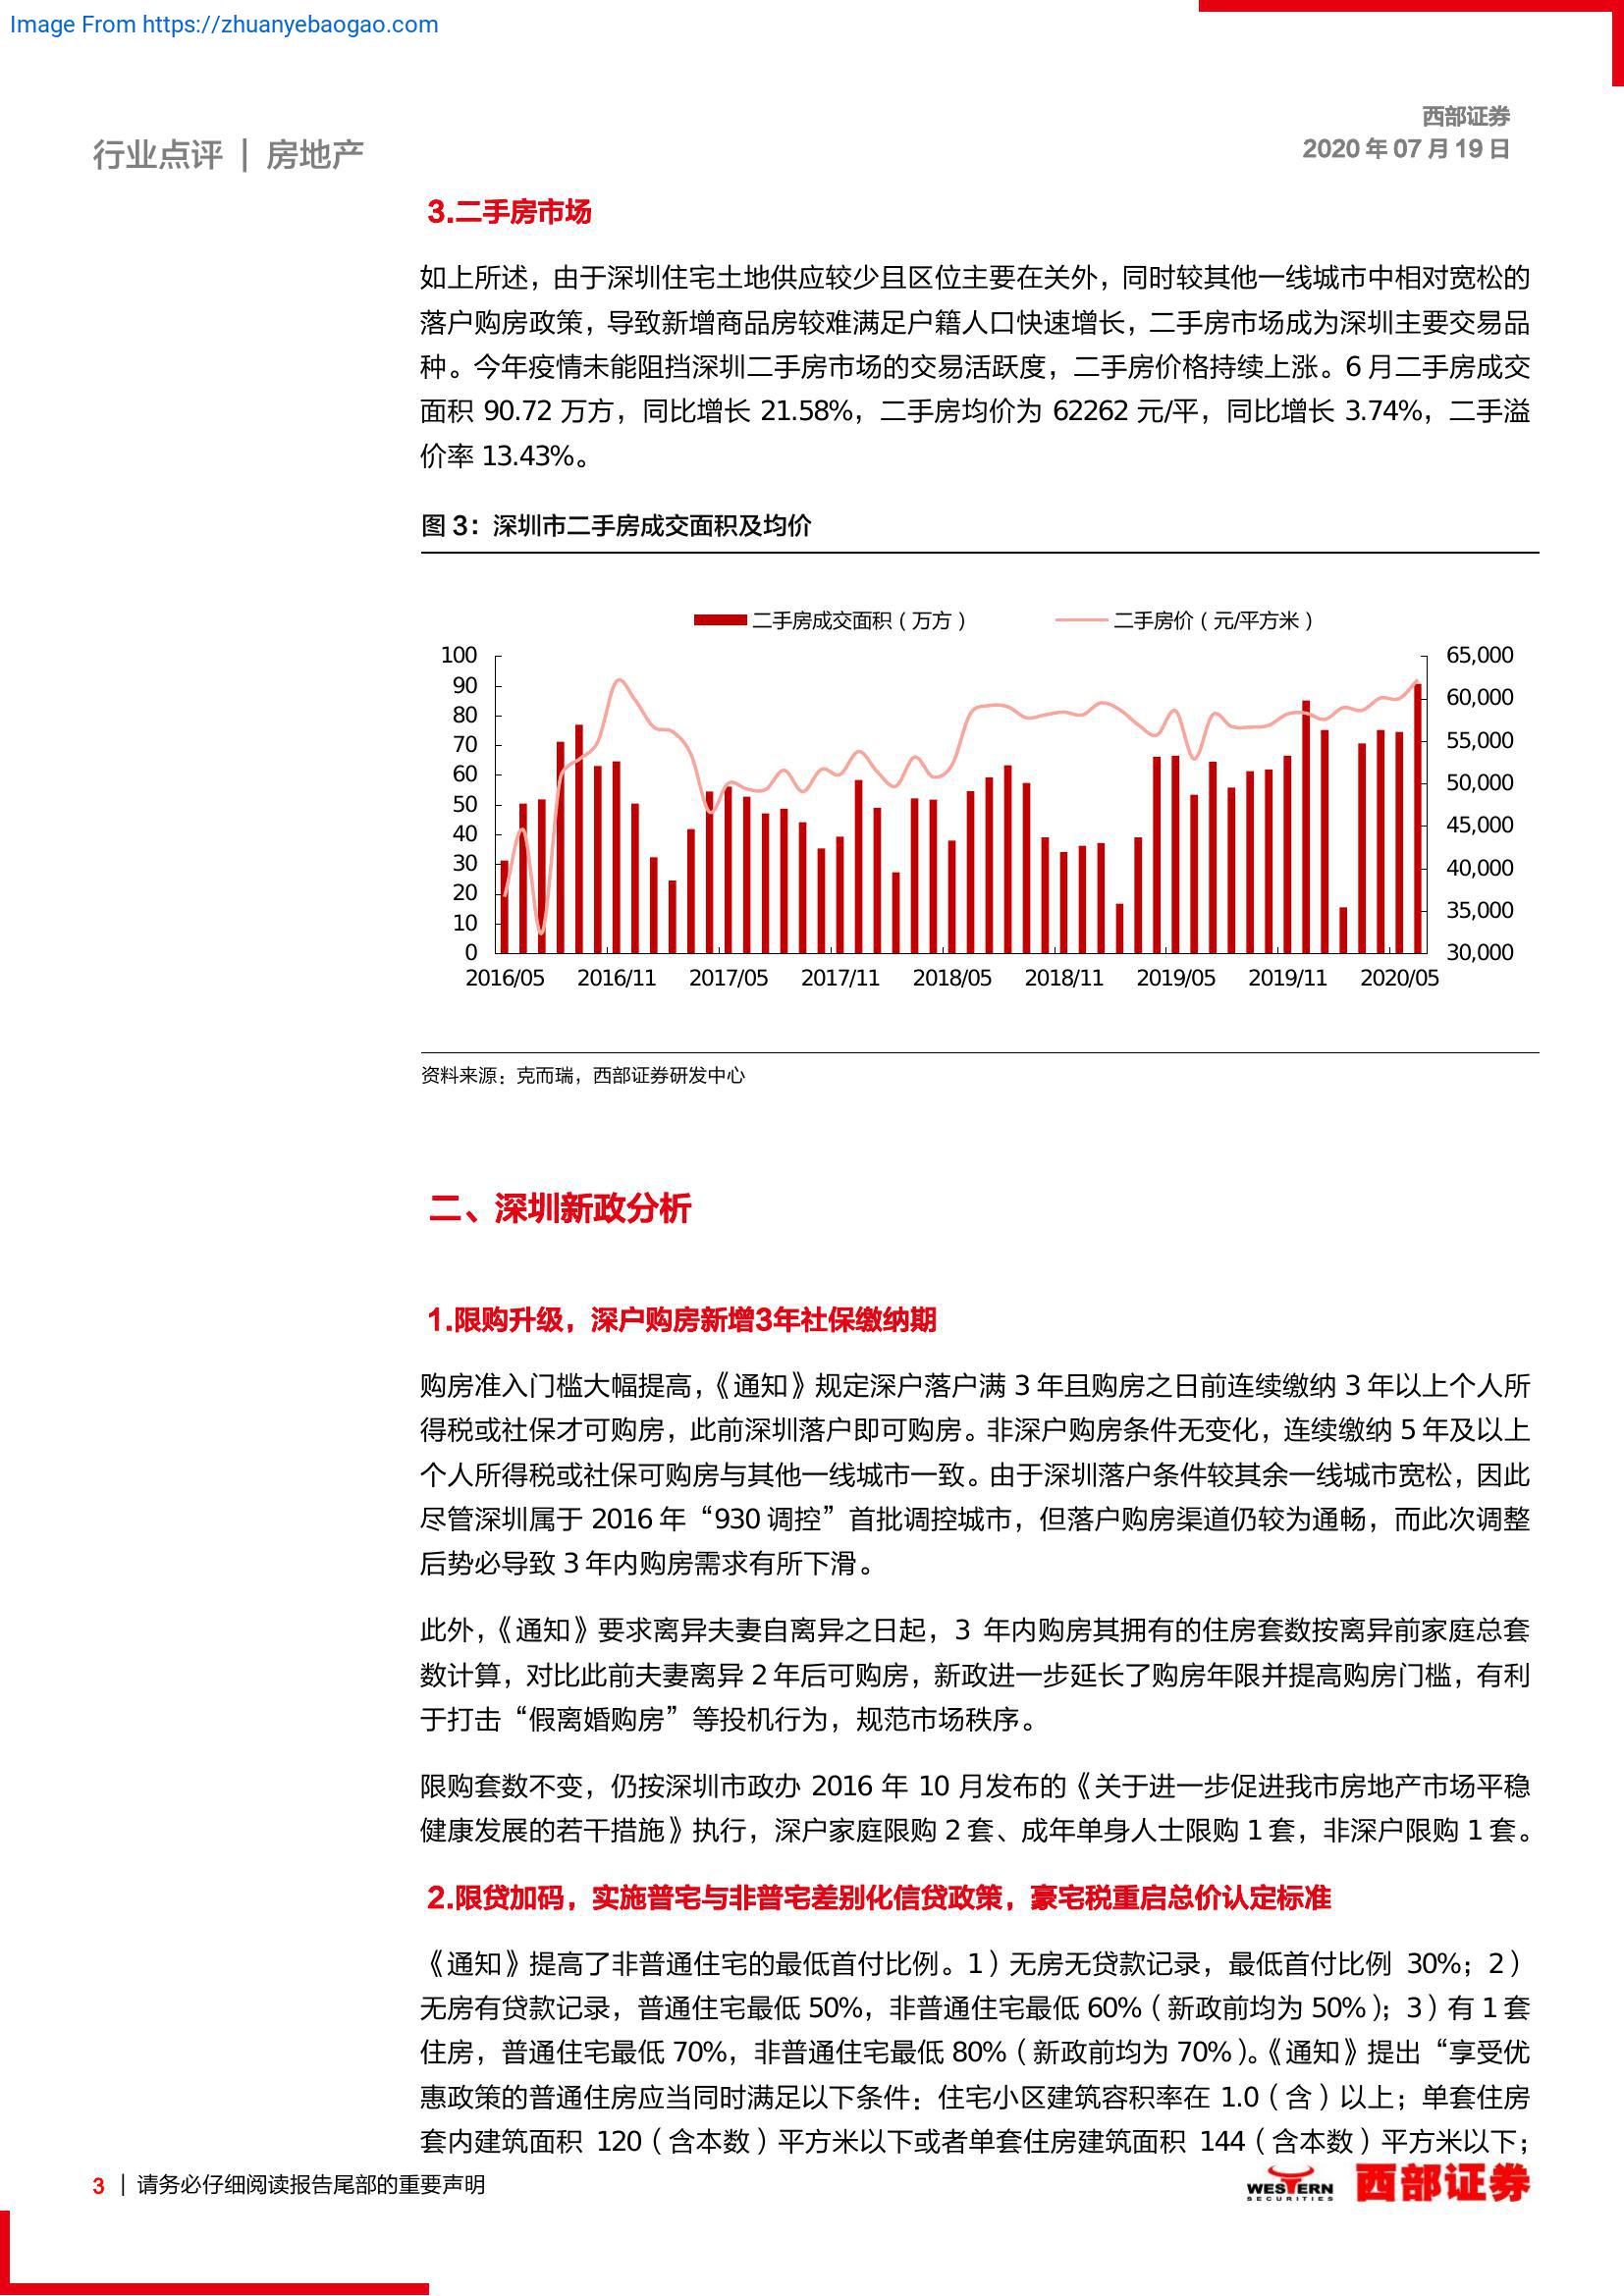 Image From https://zhuanyebaogao.com
西部证券
2020 年 07 月 19 日
行业点评 | 房地产
3.二手房市场
如上所述，由于深圳住宅土地供应较少且区位主要在关外，同时较其他一线城市中相对宽松的
落户购房政策，导致新增商品房较难满足户籍人口快速增长，二手房市场成为深圳主要交易品
种。今年疫情未能阻挡深圳二手房市场的交易活跃度，二手房价格持续上涨。6 月二手房成交
面积 90.72 万方，同比增长 21.58%，二手房均价为 62262 元/平，同比增长 3.74%，二手溢
价率 13.43%。
图 3：深圳市二手房成交面积及均价
二手房成交面积（万方） 二手房价（元/平方米）
100 65,000
90 60,000
80 55,000
70 50,000
60 45,000
50 40,000
40 35,000
30 30,000
20
10
0
2016/05 2016/11 2017/05 2017/11 2018/05 2018/11 2019/05 2019/11 2020/05
资料来源：克而瑞，西部证券研发中心
二、深圳新政分析
1.限购升级，深户购房新增3年社保缴纳期
购房准入门槛大幅提高，《通知》规定深户落户满 3 年且购房之日前连续缴纳 3 年以上个人所
得税或社保才可购房，此前深圳落户即可购房。非深户购房条件无变化，连续缴纳 5 年及以上
个人所得税或社保可购房与其他一线城市一致。由于深圳落户条件较其余一线城市宽松，因此
尽管深圳属于 2016 年“930 调控”首批调控城市，但落户购房渠道仍较为通畅，而此次调整
后势必导致 3 年内购房需求有所下滑。
此外，《通知》要求离异夫妻自离异之日起，3 年内购房其拥有的住房套数按离异前家庭总套
数计算，对比此前夫妻离异 2 年后可购房，新政进一步延长了购房年限并提高购房门槛，有利
于打击“假离婚购房”等投机行为，规范市场秩序。
限购套数不变，仍按深圳市政办 2016 年 10 月发布的《关于进一步促进我市房地产市场平稳
健康发展的若干措施》执行，深户家庭限购 2 套、成年单身人士限购 1 套，非深户限购 1 套。
2.限贷加码，实施普宅与非普宅差别化信贷政策，豪宅税重启总价认定标准
《通知》提高了非普通住宅的最低首付比例。1）无房无贷款记录，最低首付比例 30%；2）
无房有贷款记录，普通住宅最低 50%，非普通住宅最低 60%（新政前均为 50%）；3）有 1 套
住房，普通住宅最低 70%，非普通住宅最低 80%（新政前均为 70%）。《通知》提出“享受优
惠政策的普通住房应当同时满足以下条件：住宅小区建筑容积率在 1.0（含）以上；单套住房
套内建筑面积 120（含本数）平方米以下或者单套住房建筑面积 144（含本数）平方米以下；
3 | 请务必仔细阅读报告尾部的重要声明
WESTERN
SECURITIES
西部证券